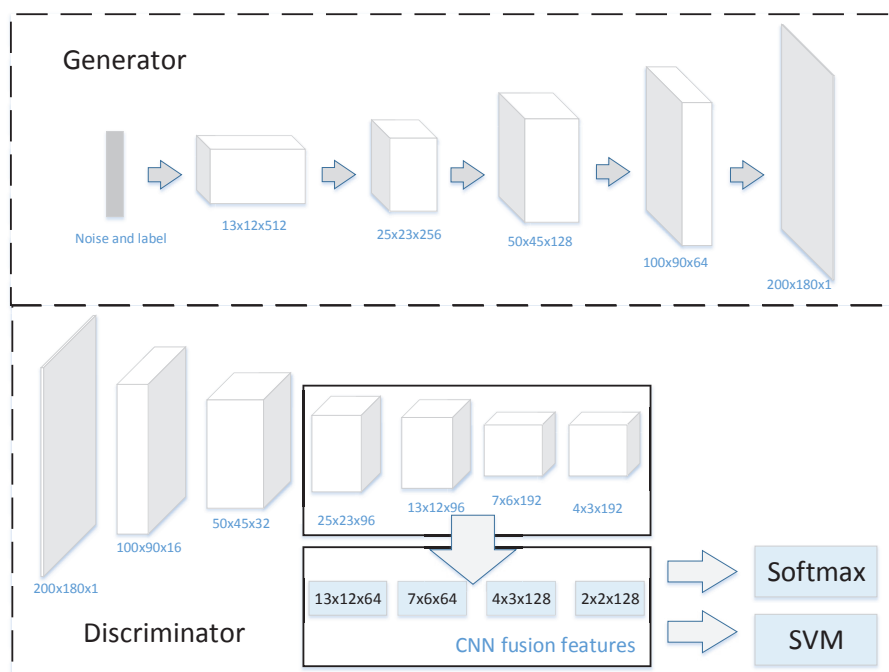 Generator
Noise and label
13x12x512
25x23x256
50x45x128
100x90x64
200x180x1
200x180x1
100x90x16
50x45x32
25x23x96
13x12x96
7x6x192
4x3x192
13x12x64
7x6x64
4x3x128
2x2x128
CNN fusion features
Softmax
SVM
Discriminator